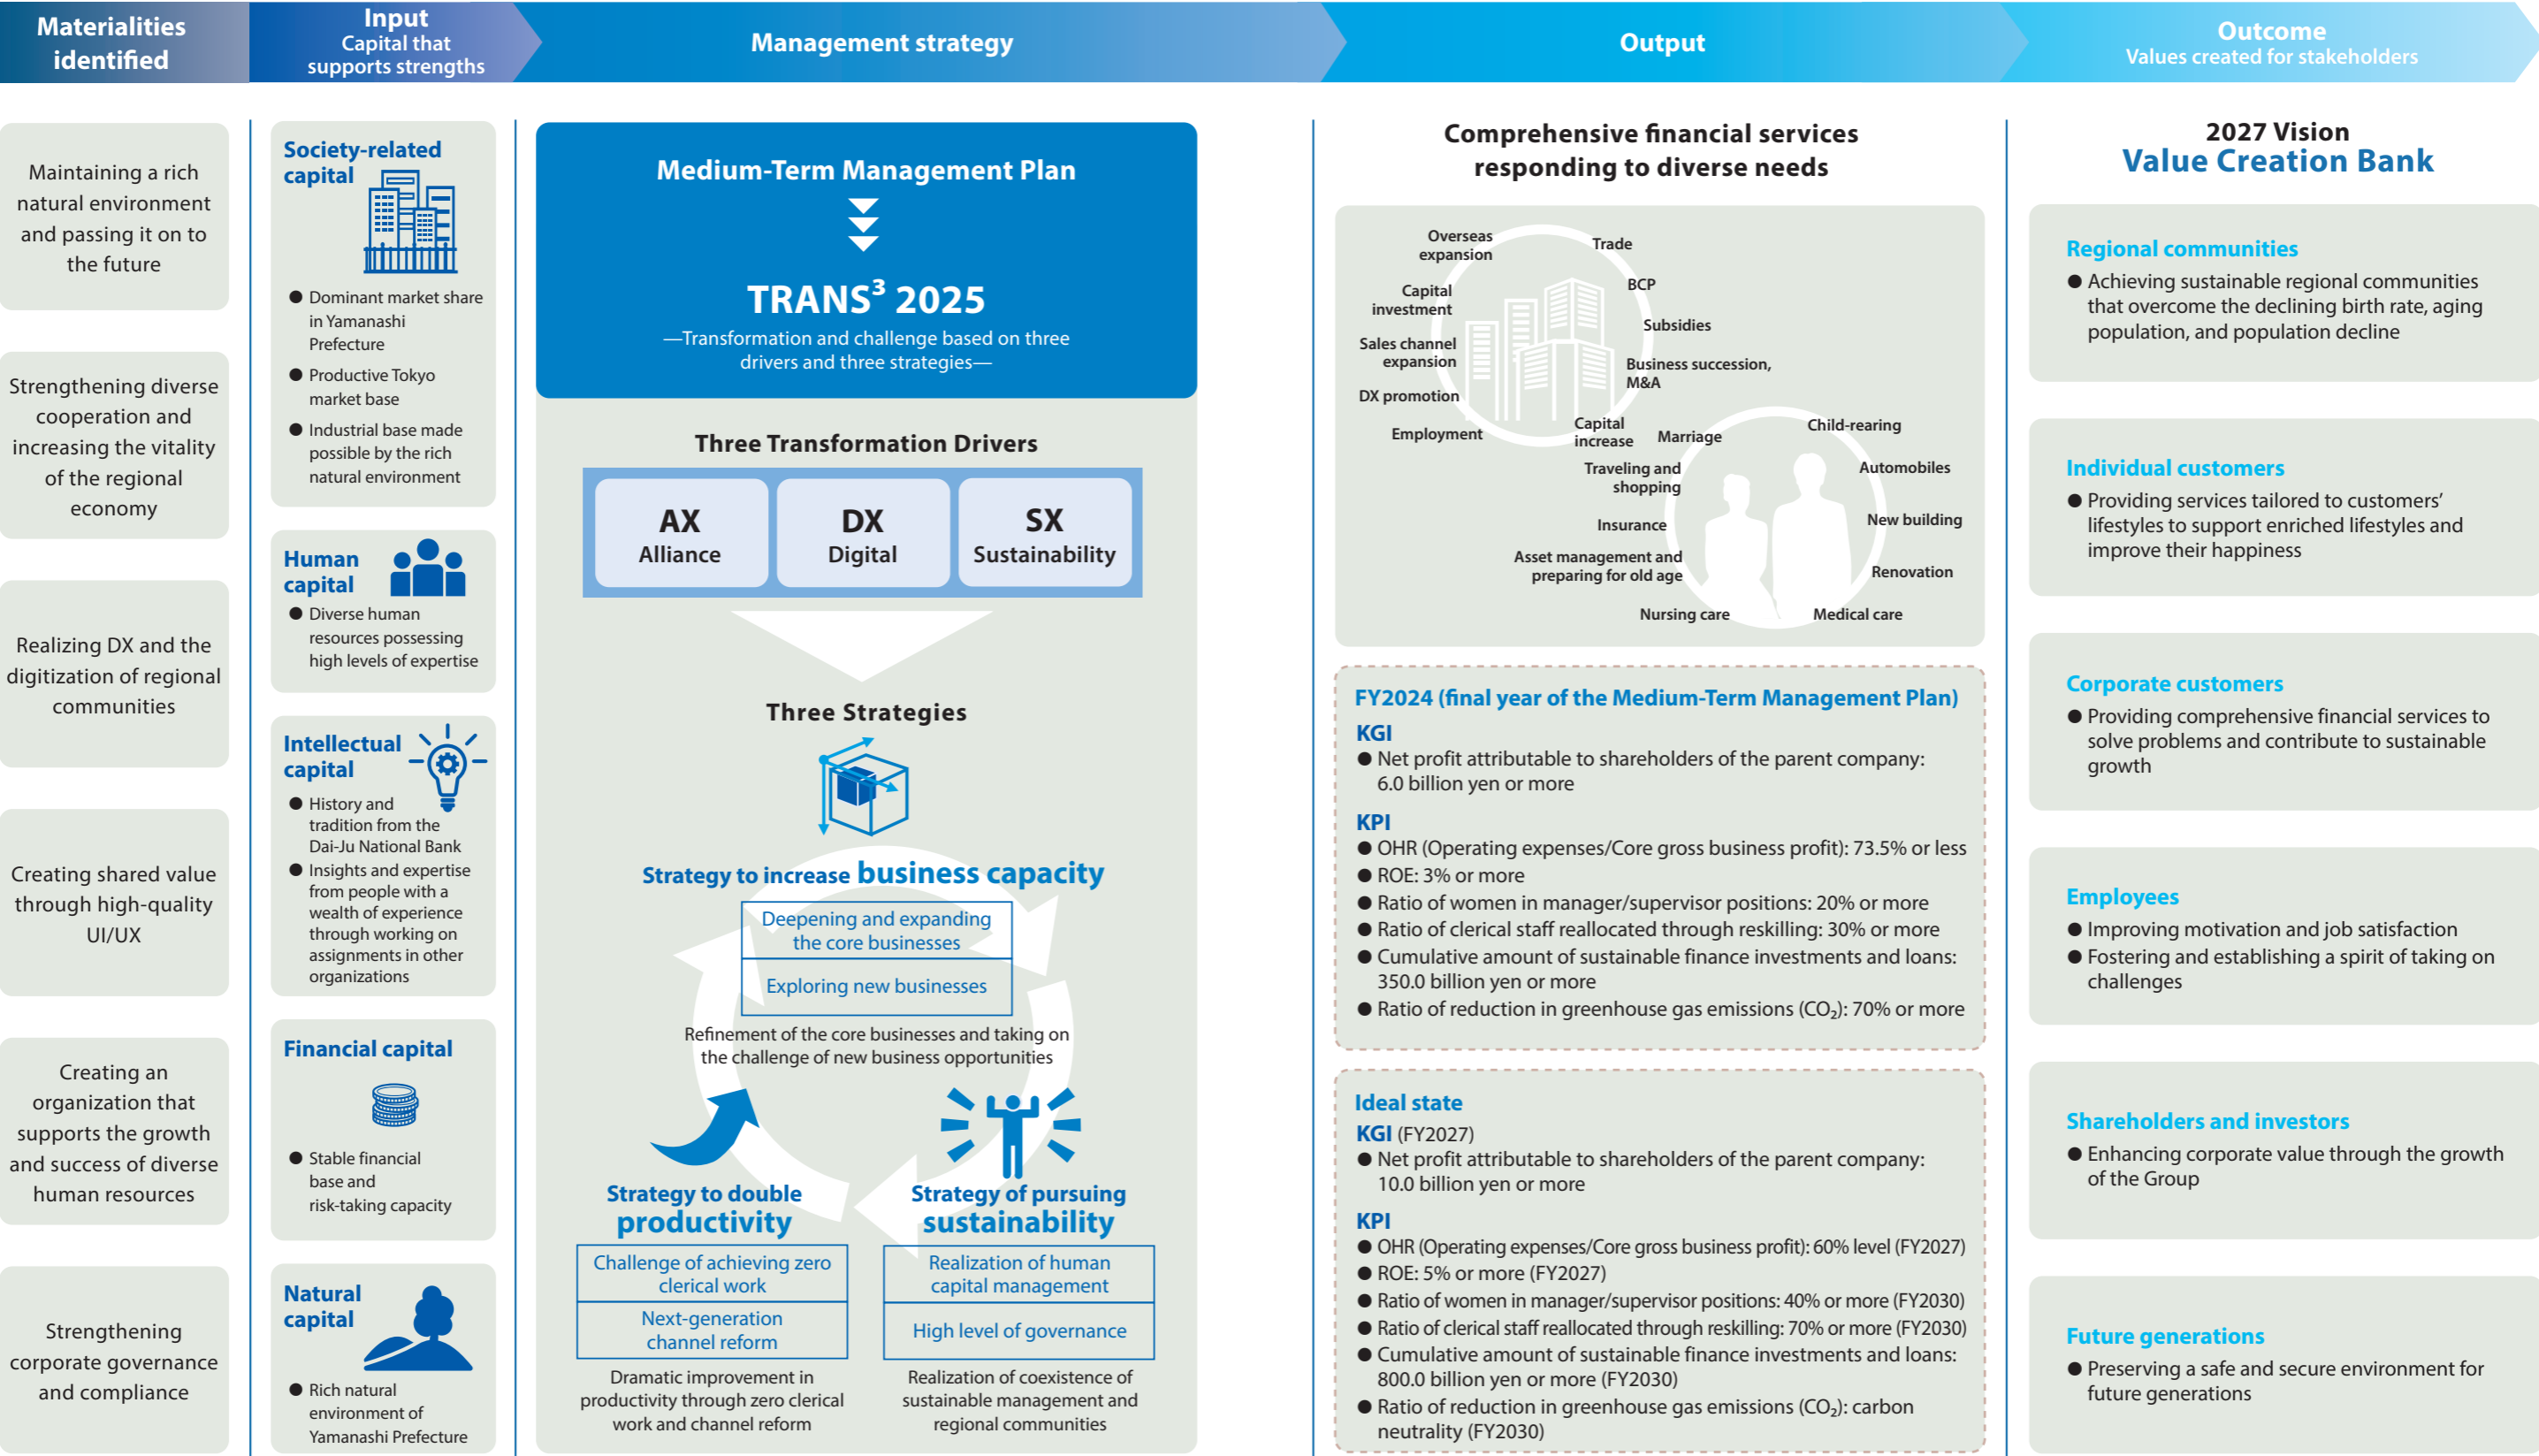 Materialities
identified
Input
Capital that
supports strengths
Management strategy
Output
Outcome
Values created for stakeholders
Maintaining a rich
natural environment
and passing it on to
the future
Strengthening diverse
cooperation and
increasing the vitality
of the regional
economy
Realizing DX and the
digitization of regional
communities
Creating shared value
through high-quality
UI/UX
Creating an
organization that
supports the growth
and success of diverse
human resources
Strengthening
corporate governance
and compliance
Society-related
capital
● Dominant market share
in Yamanashi
Prefecture
● Productive Tokyo
market base
● Industrial base made
possible by the rich
natural environment
Human
capital
● Diverse human
resources possessing
high levels of expertise
Intellectual
capital
● History and
tradition from the
Dai-Ju National Bank
● Insights and expertise
from people with a
wealth of experience
through working on
assignments in other
organizations
Financial capital
● Stable financial
base and
risk-taking capacity
Natural
capital
● Rich natural
environment of
Yamanashi Prefecture
Medium-Term Management Plan
TRANS³ 2025
—Transformation and challenge based on three
drivers and three strategies—
Three Transformation Drivers
AX
Alliance
DX
Digital
SX
Sustainability
Three Strategies
Strategy to increase business capacity
Deepening and expanding
the core businesses
Exploring new businesses
Refinement of the core businesses and taking on
the challenge of new business opportunities
Strategy to double
productivity
Challenge of achieving zero
clerical work
Next-generation
channel reform
Dramatic improvement in
productivity through zero clerical
work and channel reform
Strategy of pursuing
sustainability
Realization of human
capital management
High level of governance
Realization of coexistence of
sustainable management and
regional communities
Comprehensive financial services
responding to diverse needs
Overseas
expansion
Capital
investment
Sales channel
expansion
DX promotion
Employment
Trade
BCP
Subsidies
Business succession,
M&A
Capital
increase
Marriage
Traveling and
shopping
Insurance
Asset management and
preparing for old age
Nursing care
Child-rearing
Automobiles
New building
Renovation
Medical care
FY2024 (final year of the Medium-Term Management Plan)
KGI
● Net profit attributable to shareholders of the parent company:
6.0 billion yen or more
KPI
● OHR (Operating expenses/Core gross business profit): 73.5% or less
● ROE: 3% or more
● Ratio of women in manager/supervisor positions: 20% or more
● Ratio of clerical staff reallocated through reskilling: 30% or more
● Cumulative amount of sustainable finance investments and loans:
350.0 billion yen or more
● Ratio of reduction in greenhouse gas emissions (CO₂): 70% or more
Ideal state
KGI (FY2027)
● Net profit attributable to shareholders of the parent company:
10.0 billion yen or more
KPI
● OHR (Operating expenses/Core gross business profit): 60% level (FY2027)
● ROE: 5% or more (FY2027)
● Ratio of women in manager/supervisor positions: 40% or more (FY2030)
● Ratio of clerical staff reallocated through reskilling: 70% or more (FY2030)
● Cumulative amount of sustainable finance investments and loans:
800.0 billion yen or more (FY2030)
● Ratio of reduction in greenhouse gas emissions (CO₂): carbon
neutrality (FY2030)
2027 Vision
Value Creation Bank
Regional communities
● Achieving sustainable regional communities
that overcome the declining birth rate, aging
population, and population decline
Individual customers
● Providing services tailored to customers’
lifestyles to support enriched lifestyles and
improve their happiness
Corporate customers
● Providing comprehensive financial services to
solve problems and contribute to sustainable
growth
Employees
● Improving motivation and job satisfaction
● Fostering and establishing a spirit of taking on
challenges
Shareholders and investors
● Enhancing corporate value through the growth
of the Group
Future generations
● Preserving a safe and secure environment for
future generations